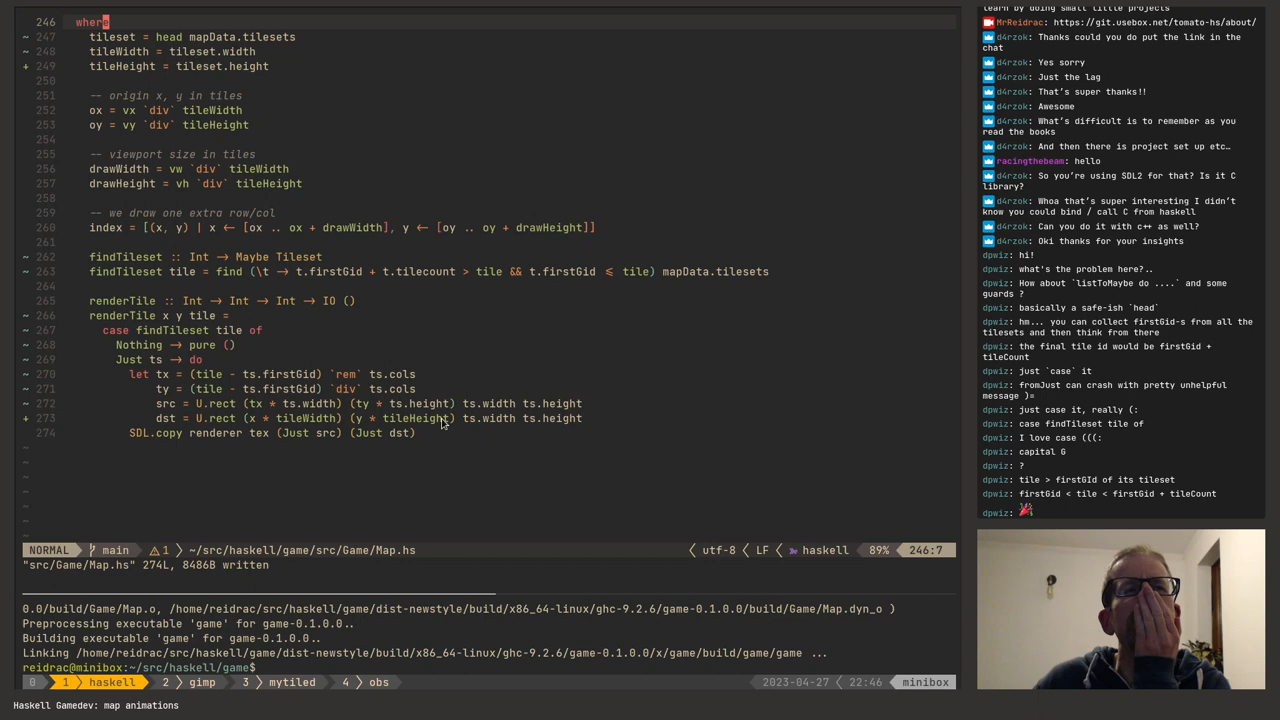 246   where
~ 247     tileset = head mapData.tilesets
~ 248     tileWidth = tileset.width
+ 249     tileHeight = tileset.height
250
251     -- origin x, y in tiles
252     ox = vx `div` tileWidth
253     oy = vy `div` tileHeight
254
255     -- viewport size in tiles
256     drawWidth = vw `div` tileWidth
257     drawHeight = vh `div` tileHeight
258
259     -- we draw one extra row/col
260     index = [(x, y) | x <- [ox .. ox + drawWidth], y <- [oy .. oy + drawHeight]]
261
~ 262     findTileset :: Int -> Maybe Tileset
~ 263     findTileset tile = find (\t -> t.firstGid + t.tilecount > tile && t.firstGid <= tile) mapData.tilesets
264
265     renderTile :: Int -> Int -> Int -> IO ()
~ 266     renderTile x y tile =
~ 267       case findTileset tile of
~ 268         Nothing -> pure ()
~ 269         Just ts -> do
~ 270           let tx = (tile - ts.firstGid) `rem` ts.cols
~ 271               ty = (tile - ts.firstGid) `div` ts.cols
~ 272               src = U.rect (tx * ts.width) (ty * ts.height) ts.width ts.height
+ 273               dst = U.rect (x * tileWidth) (y * tileHeight) ts.width ts.height
274           SDL.copy renderer tex (Just src) (Just dst)
~
~
~
~
~
~
~
NORMAL main 1 ~/src/haskell/game/src/Game/Map.hs utf-8 LF haskell 89% 246:7
"src/Game/Map.hs" 274L, 8486B written
0.0/build/Game/Map.o, /home/reidrac/src/haskell/game/dist-newstyle/build/x86_64-linux/ghc-9.2.6/game-0.1.0.0/build/Game/Map.dyn_o )
Preprocessing executable 'game' for game-0.1.0.0..
Building executable 'game' for game-0.1.0.0..
Linking /home/reidrac/src/haskell/game/dist-newstyle/build/x86_64-linux/ghc-9.2.6/game-0.1.0.0/x/game/build/game/game ...
reidrac@minibox:~/src/haskell/game$
0 1 haskell 2 gimp 3 mytiled 4 obs 2023-04-27 22:46 minibox
Haskell Gamedev: map animations
learn by doing small little projects
MrReidrac: https://git.usebox.net/tomato-hs/about/
d4rzok: Thanks could you do put the link in the
chat
d4rzok: Yes sorry
d4rzok: Just the lag
d4rzok: That's super thanks!!
d4rzok: Awesome
d4rzok: What's difficult is to remember as you
read the books
d4rzok: And then there is project set up etc…
racingthebeam: hello
d4rzok: So you're using SDL2 for that? Is it C
library?
d4rzok: Whoa that's super interesting I didn't
know you could bind / call C from haskell
d4rzok: Can you do it with c++ as well?
d4rzok: Oki thanks for your insights
dpwiz: hi!
dpwiz: what's the problem here?..
dpwiz: How about `listToMaybe do ....` and some
guards ?
dpwiz: basically a safe-ish `head`
dpwiz: hm... you can collect firstGid-s from all the
tilesets and then think from there
dpwiz: the final tile id would be firstGid +
tileCount
dpwiz: just `case` it
dpwiz: fromJust can crash with pretty unhelpful
message )=
dpwiz: just case it, really (:
dpwiz: case findTileset tile of
dpwiz: I love case (((:
dpwiz: capital G
dpwiz: ?
dpwiz: tile > firstGId of its tileset
dpwiz: firstGid < tile < firstGid + tileCount
dpwiz: 🎉